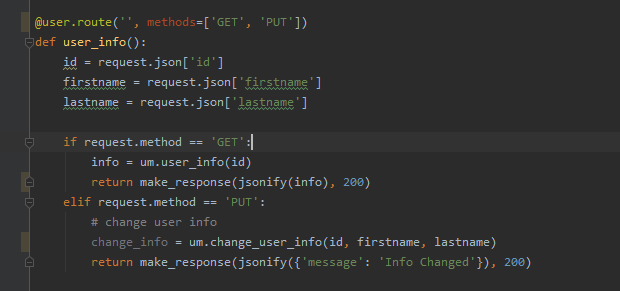 @user.route('', methods=['GET', 'PUT'])
def user_info():
    id = request.json['id']
    firstname = request.json['firstname']
    lastname = request.json['lastname']

    if request.method == 'GET':
        info = um.user_info(id)
        return make_response(jsonify(info), 200)
    elif request.method == 'PUT':
        # change user info
        change_info = um.change_user_info(id, firstname, lastname)
        return make_response(jsonify({'message': 'Info Changed'}), 200)